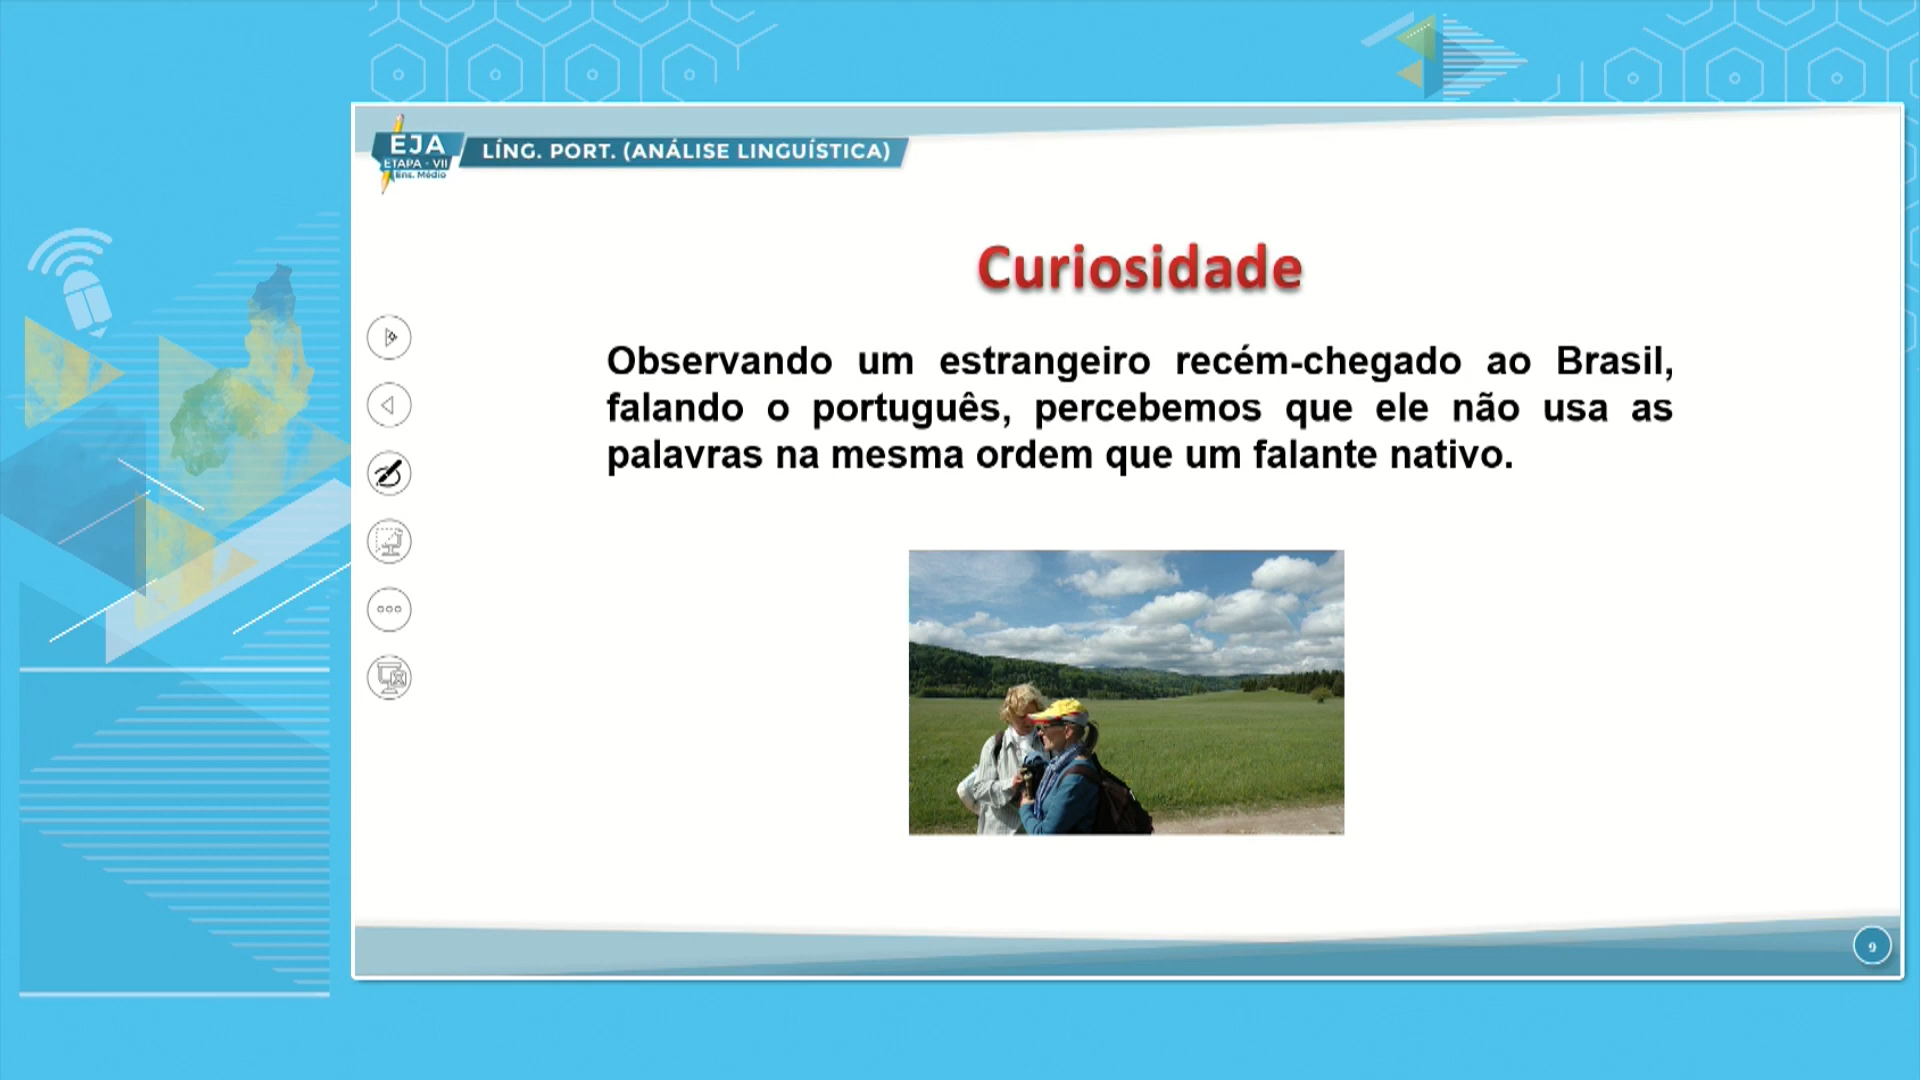 EJA
ETAPA - VII
Ens. Médio
LÍNG. PORT. (ANÁLISE LINGUÍSTICA)
Curiosidade
Observando um estrangeiro recém-chegado ao Brasil,
falando o português, percebemos que ele não usa as
palavras na mesma ordem que um falante nativo.
9